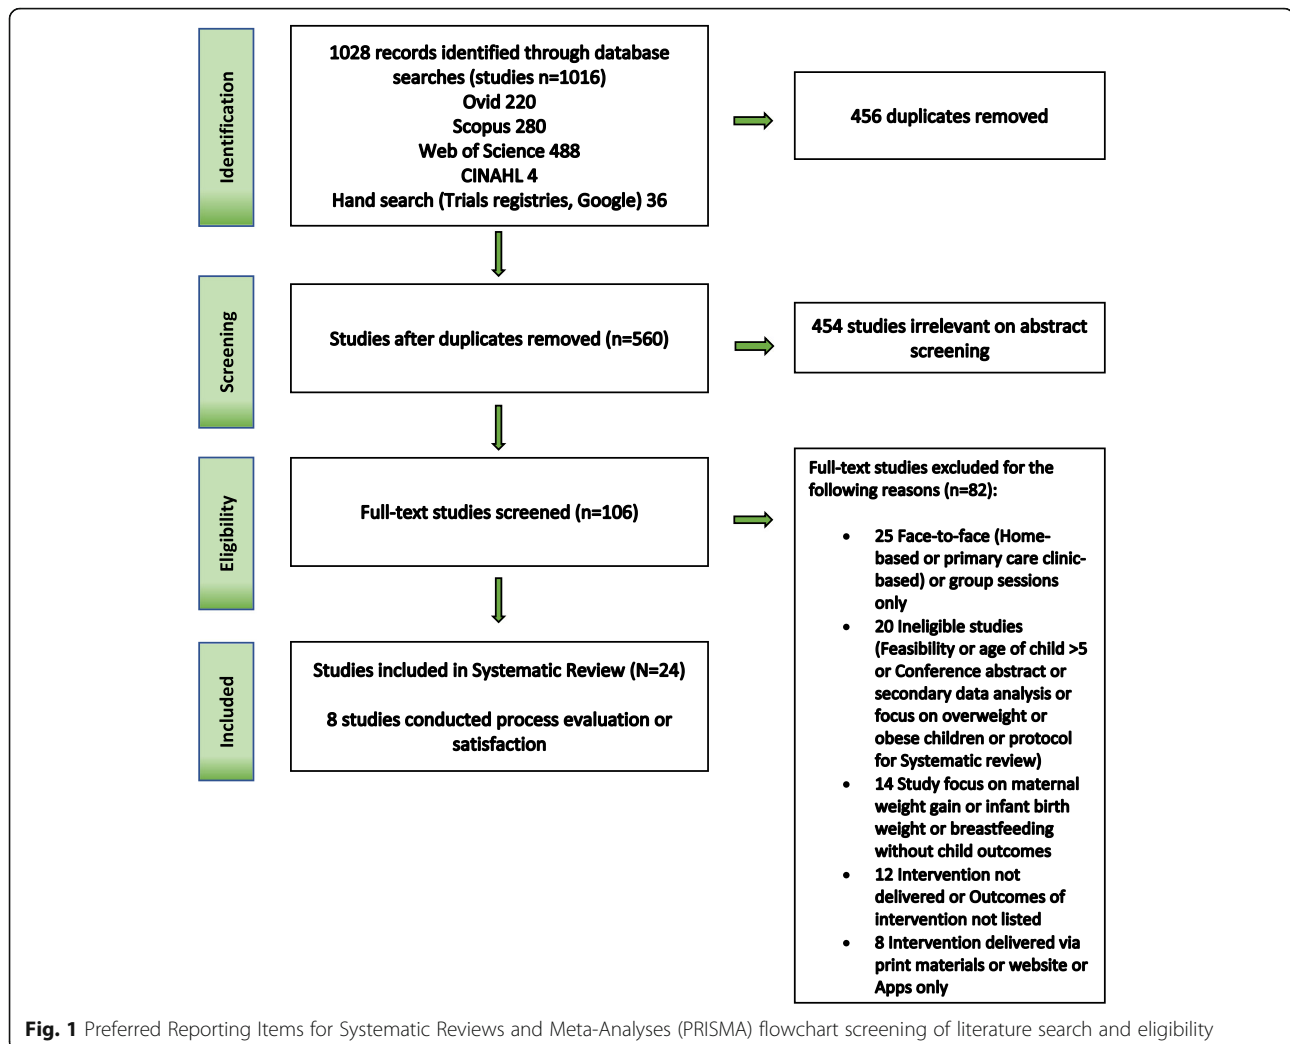 Identification
1028 records identified through database
searches (studies n=1016)
Ovid 220
Scopus 280
Web of Science 488
CINAHL 4
Hand search (Trials registries, Google) 36
456 duplicates removed
Screening
Studies after duplicates removed (n=560)
454 studies irrelevant on abstract
screening
Eligibility
Full-text studies screened (n=106)
Full-text studies excluded for the
following reasons (n=82):
• 25 Face-to-face (Home-
based or primary care clinic-
based) or group sessions
only
• 20 Ineligible studies
(Feasibility or age of child >5
or Conference abstract or
secondary data analysis or
focus on overweight or
obese children or protocol
for Systematic review)
• 14 Study focus on maternal
weight gain or infant birth
weight or breastfeeding
without child outcomes
• 12 Intervention not
delivered or Outcomes of
intervention not listed
• 8 Intervention delivered via
print materials or website or
Apps only
Included
Studies included in Systematic Review (N=24)
8 studies conducted process evaluation or
satisfaction
Fig. 1 Preferred Reporting Items for Systematic Reviews and Meta-Analyses (PRISMA) flowchart screening of literature search and eligibility